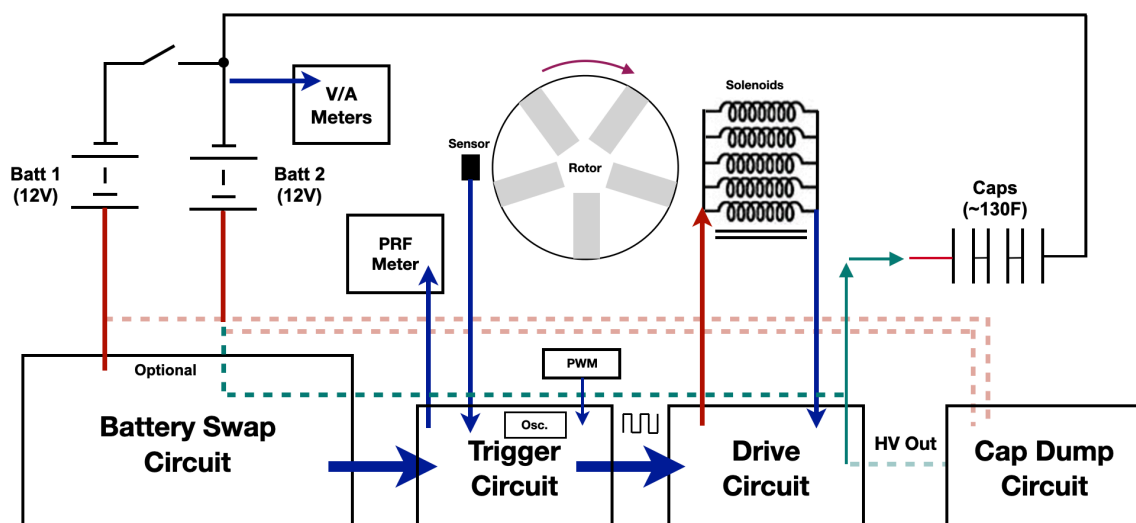 V/A
Meters
Solenoids
Sensor
Batt 1
(12V)
Batt 2
(12V)
Rotor
Caps
(~130F)
PRF
Meter
Optional
PWM
Battery Swap
Circuit
Osc.
Trigger
Circuit
Drive
Circuit
HV Out
Cap Dump
Circuit